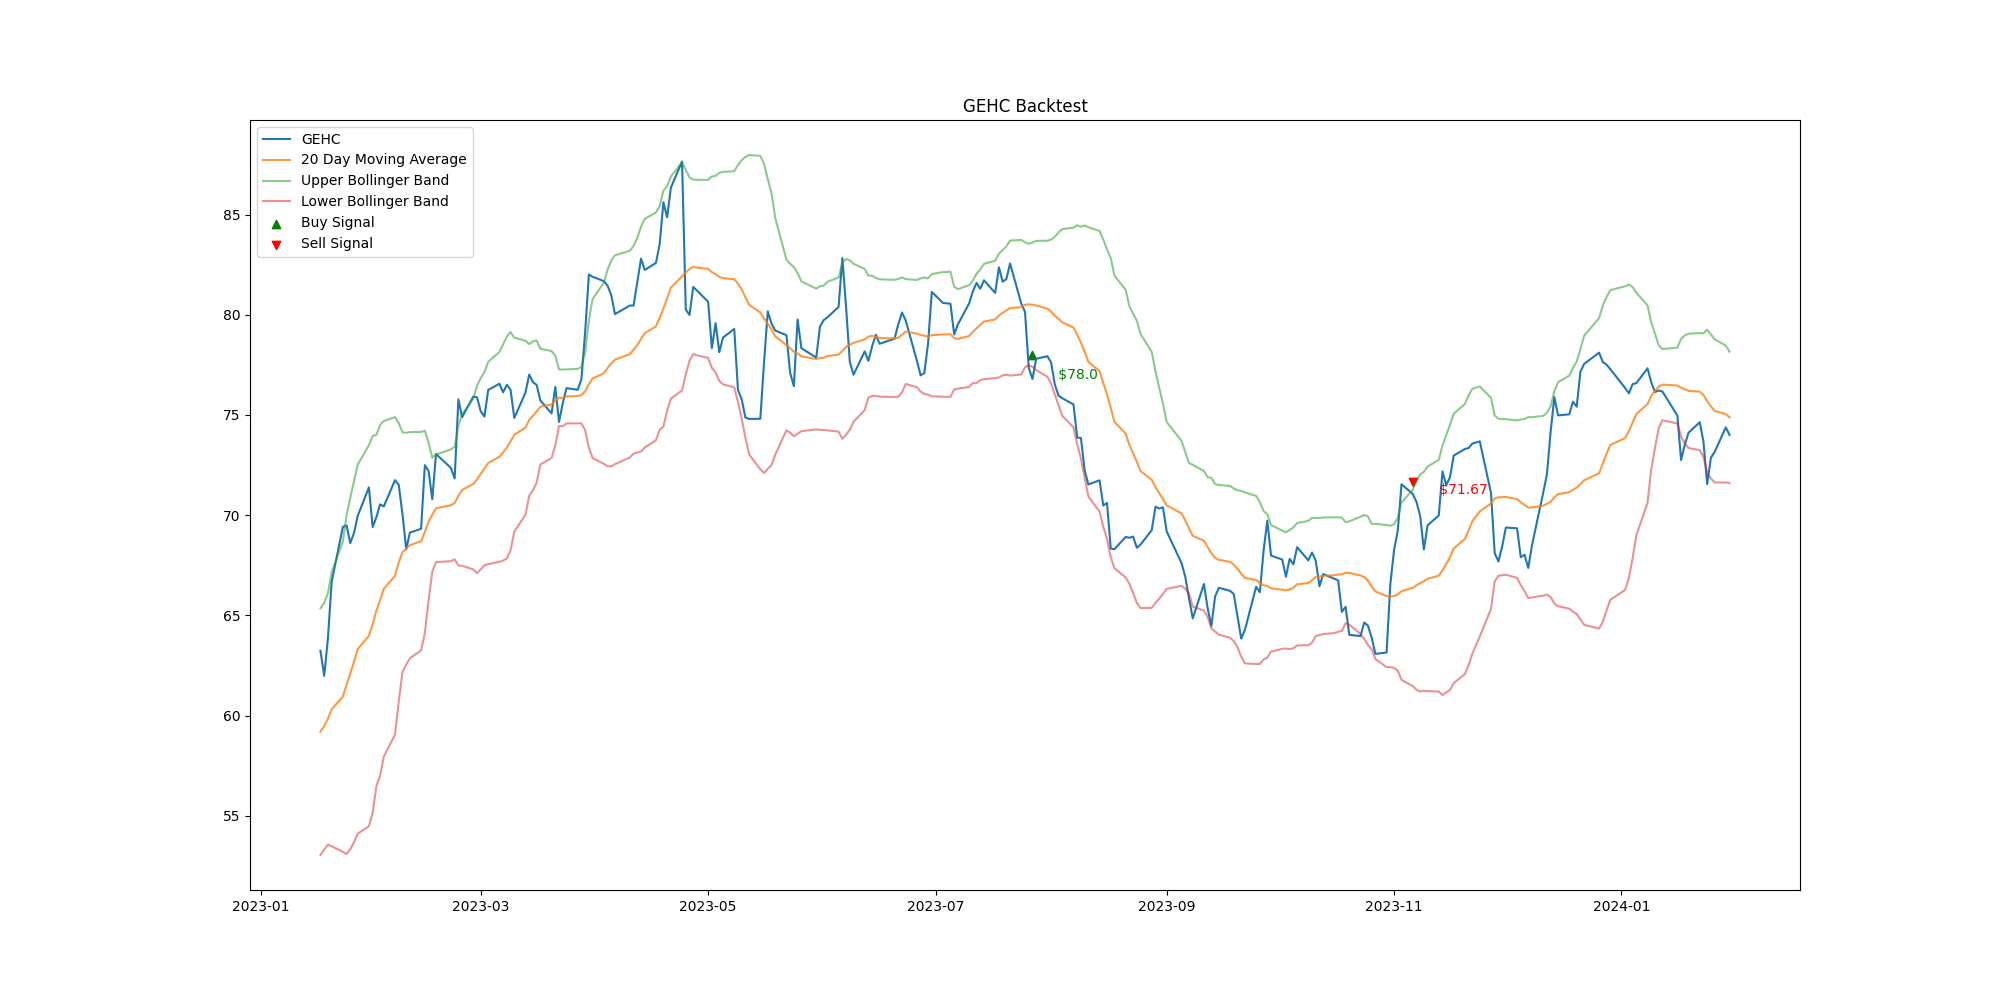 GEHC Backtest
GEHC
20 Day Moving Average
Upper Bollinger Band
Lower Bollinger Band
Buy Signal
Sell Signal
85
80
75
70
65
60
55
$78.0
$71.67
2023-01
2023-03
2023-05
2023-07
2023-09
2023-11
2024-01